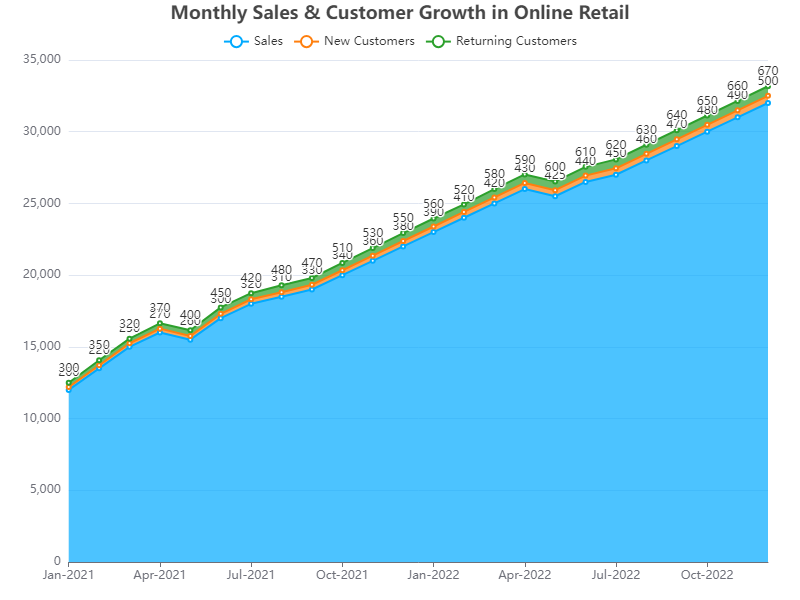 Monthly Sales & Customer Growth in Online Retail
Sales New Customers Returning Customers
35,000
30,000
25,000
20,000
15,000
10,000
5,000
0
300 350 320 370 400 450 420 480 470 510 530 550 560 520 580 590 600 610 620 630 640 650 660 670
200 220 250 270 260 300 320 310 330 340 360 380 390 410 420 430 425 440 450 460 470 480 490 500
Jan-2021 Apr-2021 Jul-2021 Oct-2021 Jan-2022 Apr-2022 Jul-2022 Oct-2022